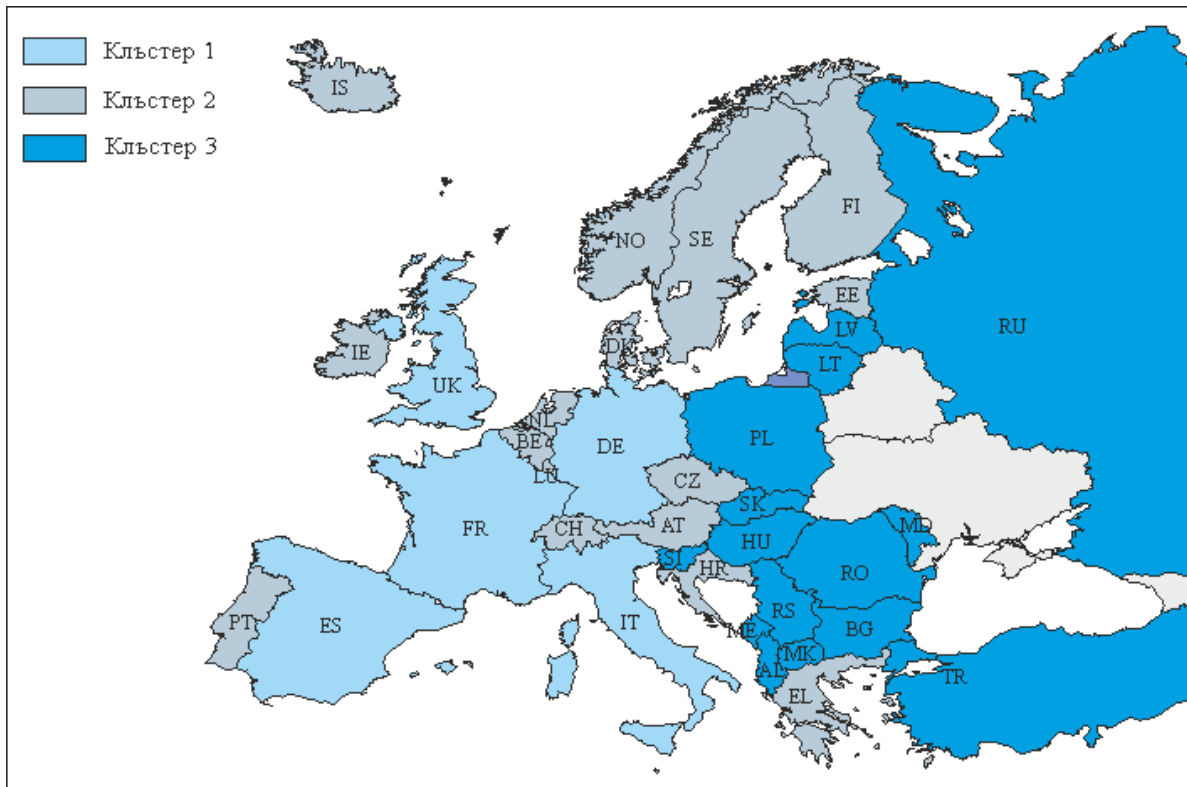 Клъстер 1
Клъстер 2
Клъстер 3
IS
NO
SE
FI
EE
LV
LT
RU
DK
IE
UK
NL
BE
LU
DE
PL
CZ
SK
FR
CH
AT
HU
MD
SI
HR
RO
PT
ES
IT
RS
BG
ME
MK
AL
EL
TR